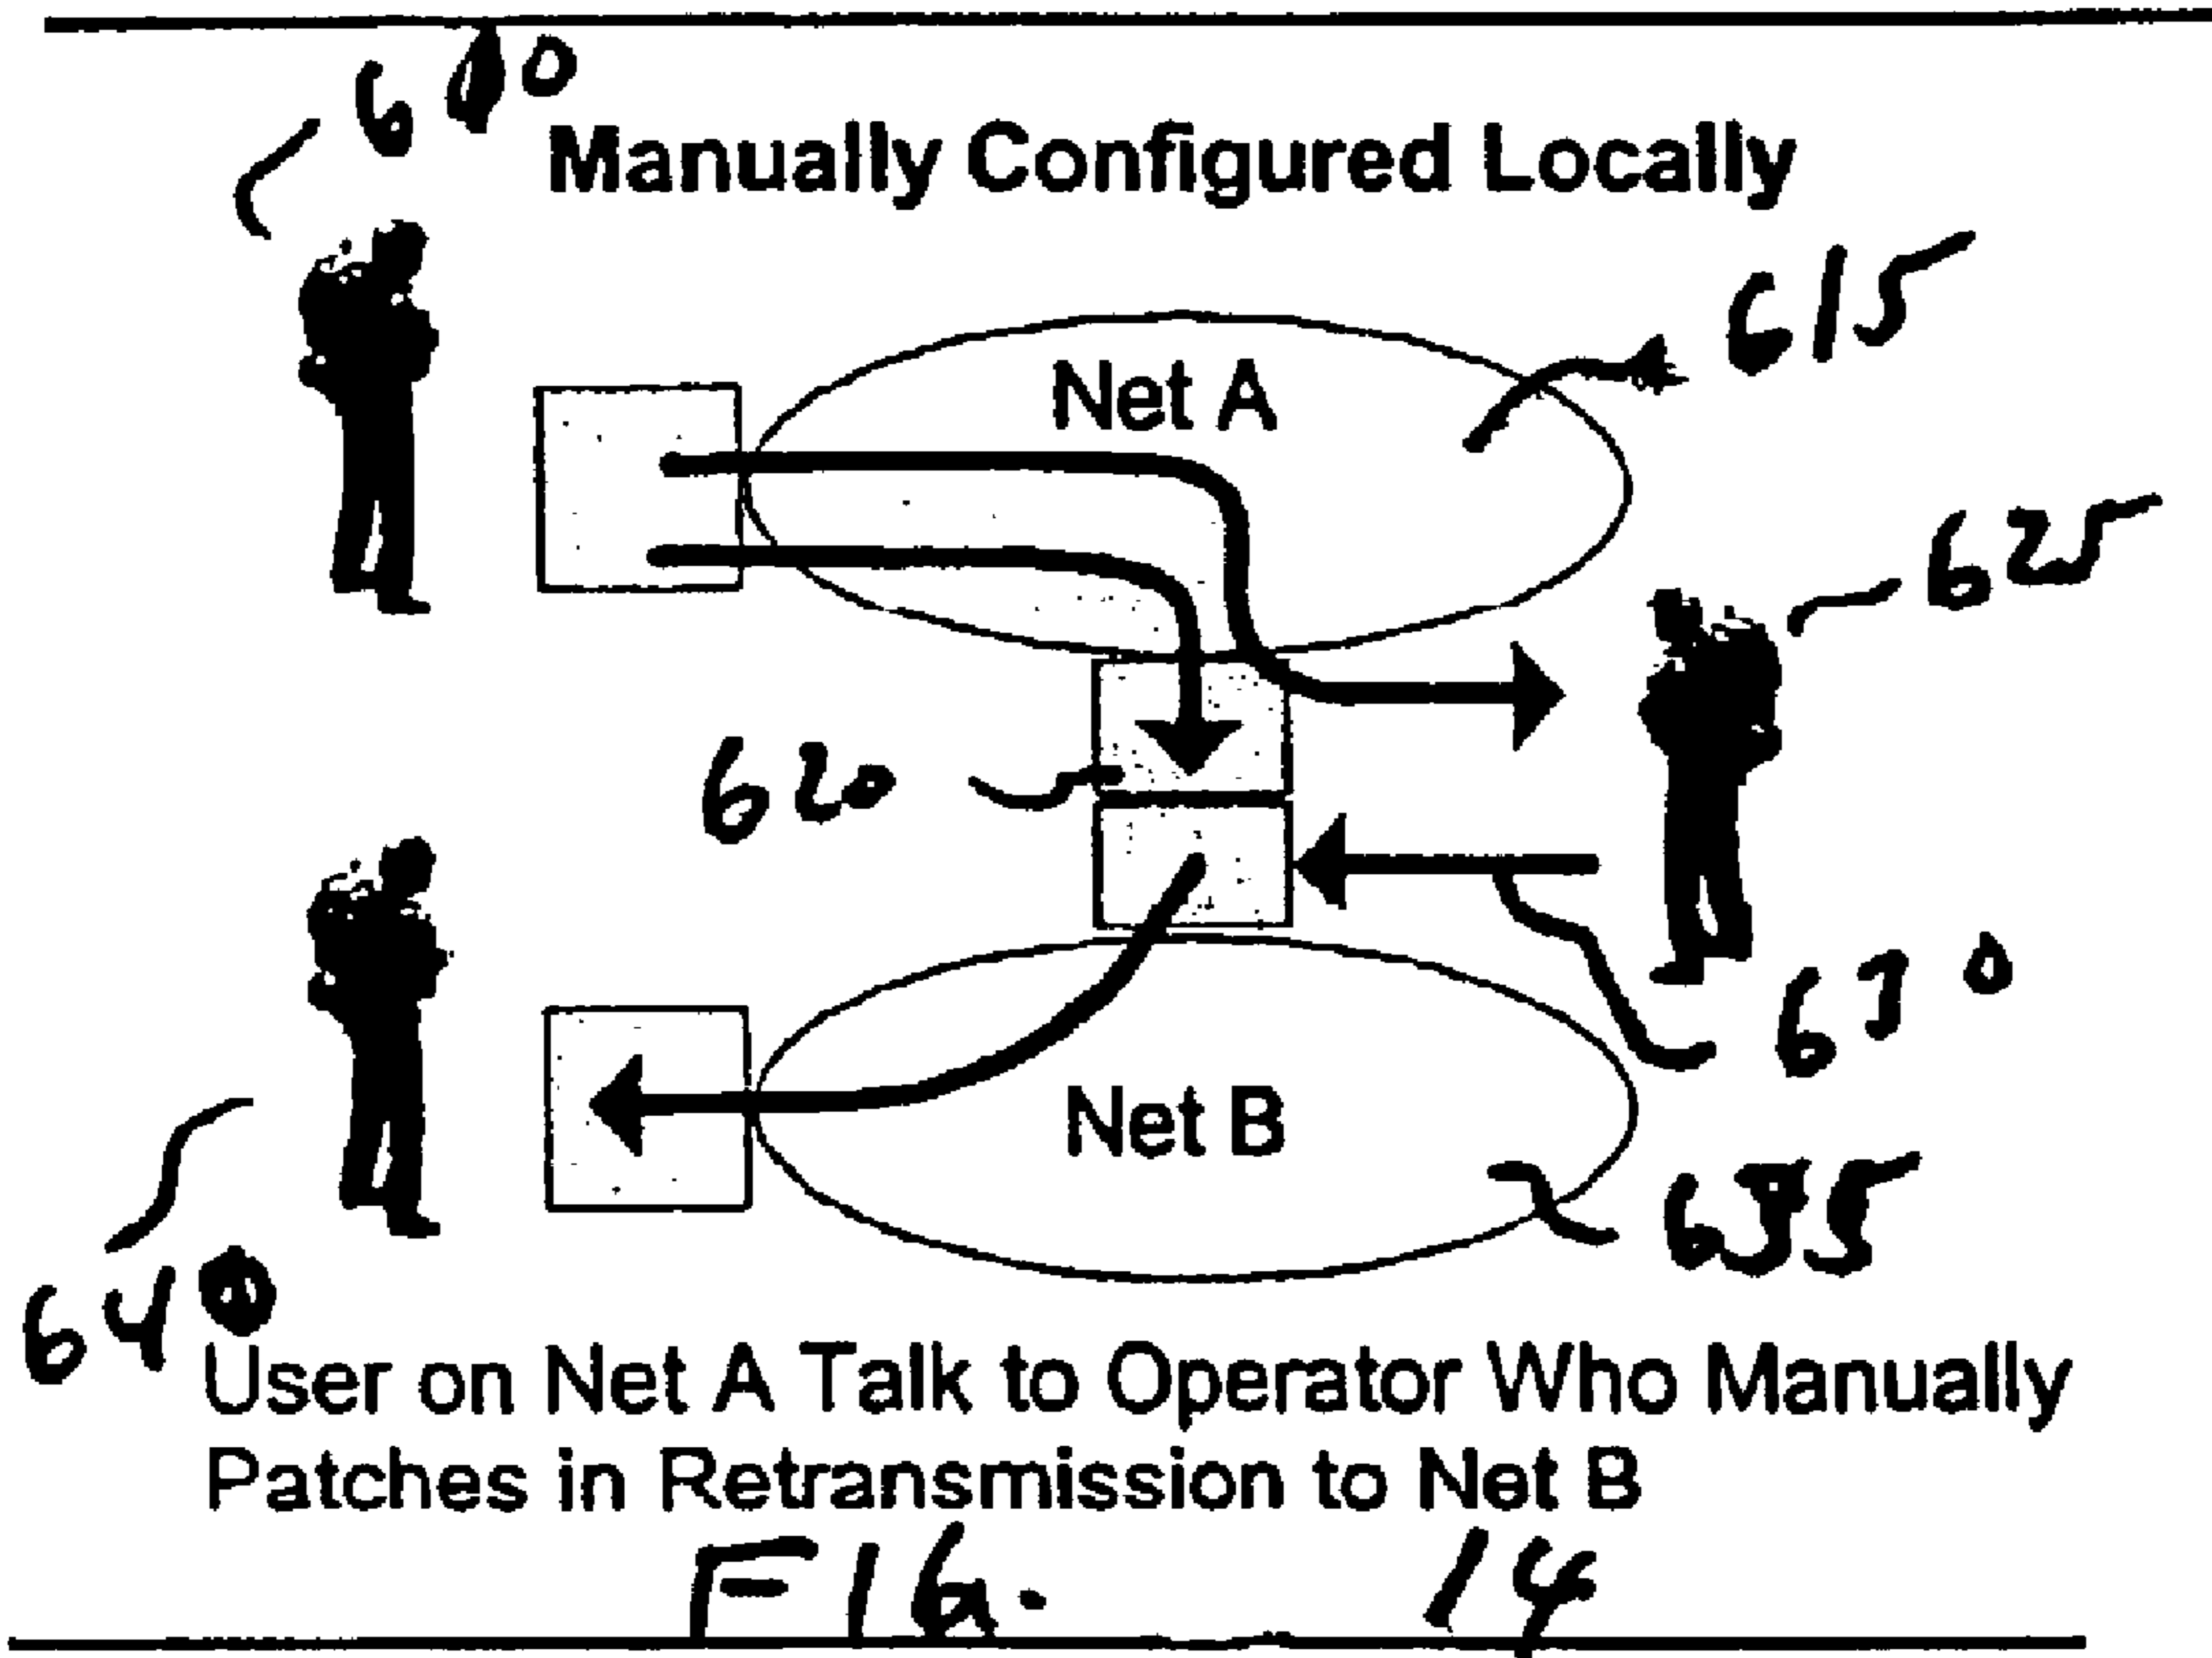 Manually Configured Locally
615
Net A
625
620
630
Net B
635
640
User on Net A Talk to Operator Who Manually
Patches in Retransmission to Net B
FIG. 14